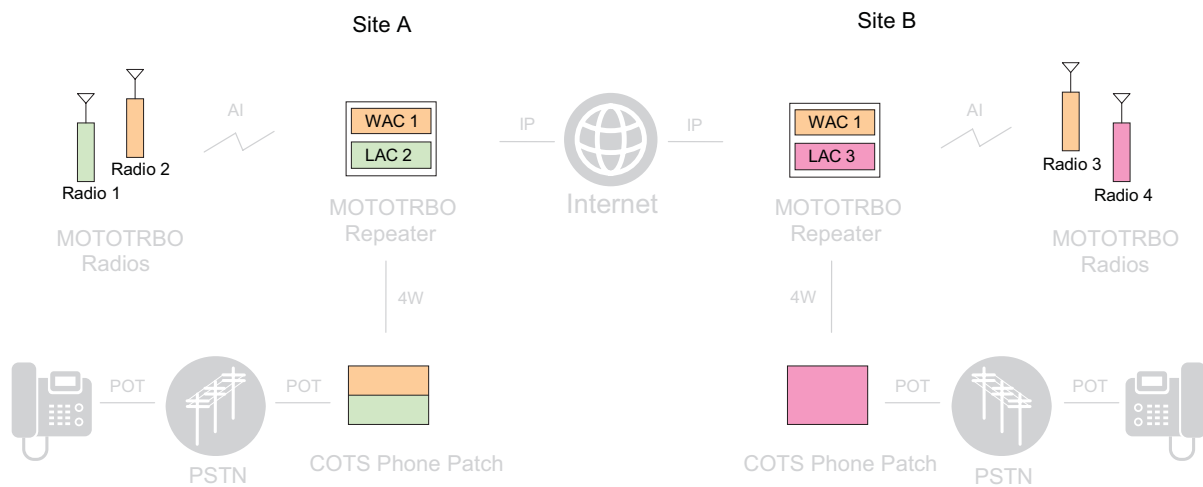 Site A
Site B
AI
WAC 1
LAC 2
IP
IP
WAC 1
LAC 3
AI
Radio 1
Radio 2
Radio 3
Radio 4
MOTOTRBO
Radios
MOTOTRBO
Repeater
Internet
MOTOTRBO
Repeater
MOTOTRBO
Radios
4W
4W
POT
POT
POT
POT
PSTN
COTS Phone Patch
COTS Phone Patch
PSTN